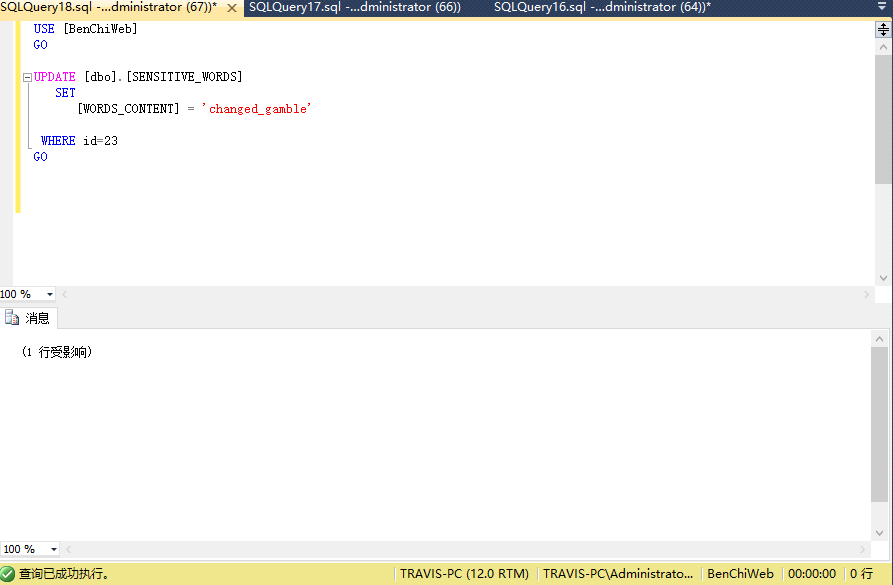 SQLQuery18.sql -...dministrator (67))* SQLQuery17.sql -...dministrator (66)) SQLQuery16.sql -...dministrator (64))*
USE [BenChiWeb]
GO
UPDATE [dbo].[SENSITIVE_WORDS]
SET
[WORDS_CONTENT] = 'changed_gamble'
WHERE id=23
GO
100 %
消息
(1 行受影响)
100 %
查询已成功执行。 TRAVIS-PC (12.0 RTM) TRAVIS-PC\Administrato... BenChiWeb 00:00:00 0 行